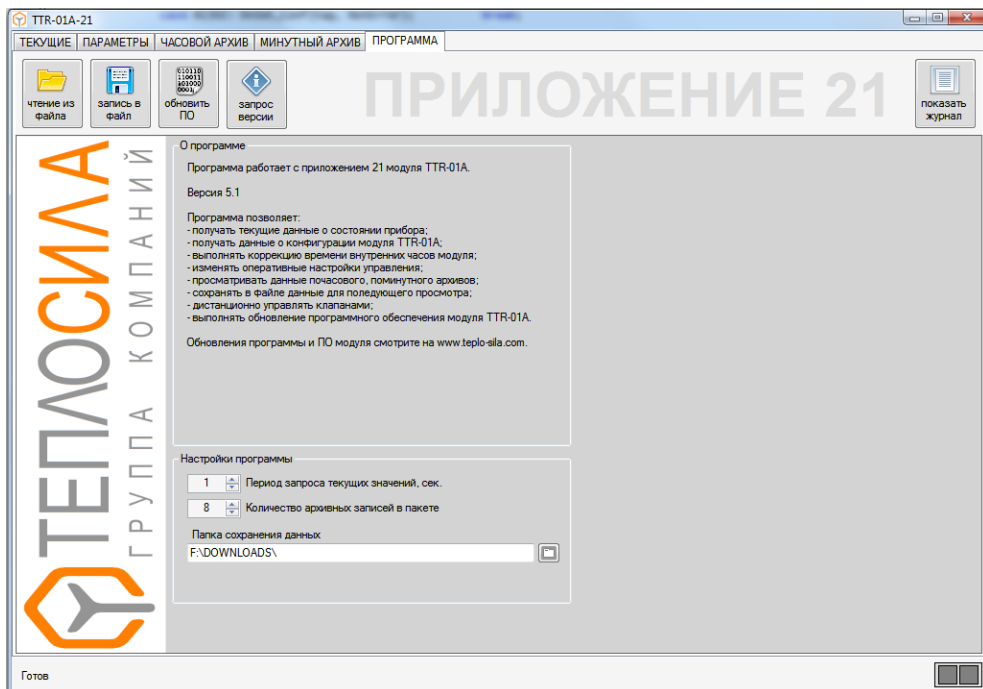 TTR-01A-21
ТЕКУЩИЕ ПАРАМЕТРЫ ЧАСОВОЙ АРХИВ МИНУТНЫЙ АРХИВ ПРОГРАММА
чтение из файла
запись в файл
обновить ПО
запрос версии
ПРИЛОЖЕНИЕ 21
показать журнал
ТЕПЛОСИЛА
ГРУППА КОМПАНИЙ
О программе
Программа работает с приложением 21 модуля TTR-01A.
Версия 5.1
Программа позволяет:
- получать текущие данные о состоянии прибора;
- получать данные о конфигурации модуля TTR-01A;
- выполнять коррекцию времени внутренних часов модуля;
- изменять оперативные настройки управления;
- просматривать данные почасового, поминутного архивов;
- сохранять в файле данные для поледующего просмотра;
- дистанционно управлять клапанами;
- выполнять обновление программного обеспечения модуля TTR-01A.
Обновления программы и ПО модуля смотрите на www.teplo-sila.com.
Настройки программы
1 Период запроса текущих значений, сек.
8 Количество архивных записей в пакете
Папка сохранения данных
F:\DOWNLOADS\
Готов